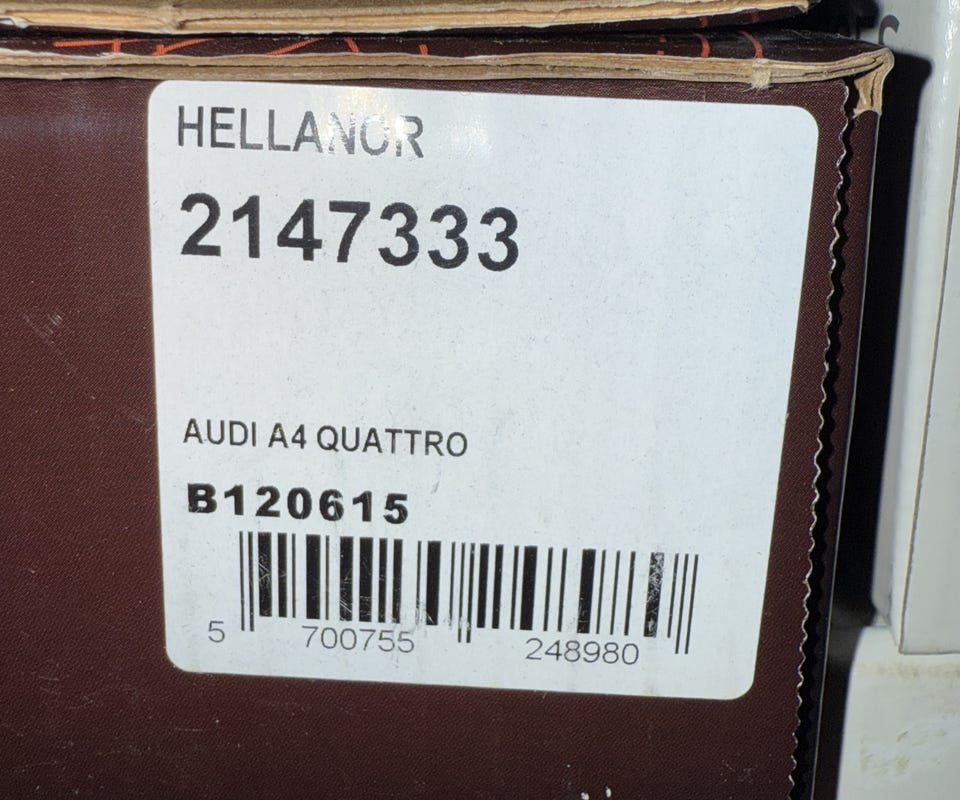 HELLANOR
2147333
AUDI A4 QUATTRO
B120615
5 700755 248980